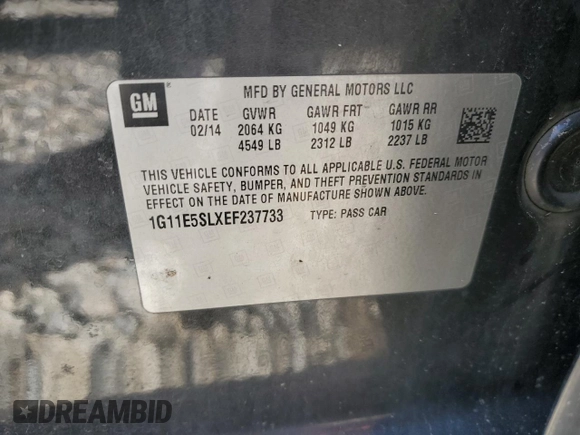 GM
MFD BY GENERAL MOTORS LLC
DATE GVWR GAWR FRT GAWR RR
02/14 2064 KG 1049 KG 1015 KG
4549 LB 2312 LB 2237 LB
THIS VEHICLE CONFORMS TO ALL APPLICABLE U.S. FEDERAL MOTOR
VEHICLE SAFETY, BUMPER, AND THEFT PREVENTION STANDARDS IN
EFFECT ON THE DATE OF MANUFACTURE SHOWN ABOVE.
1G11E5SLXEF237733 TYPE: PASS CAR
DREAMBID